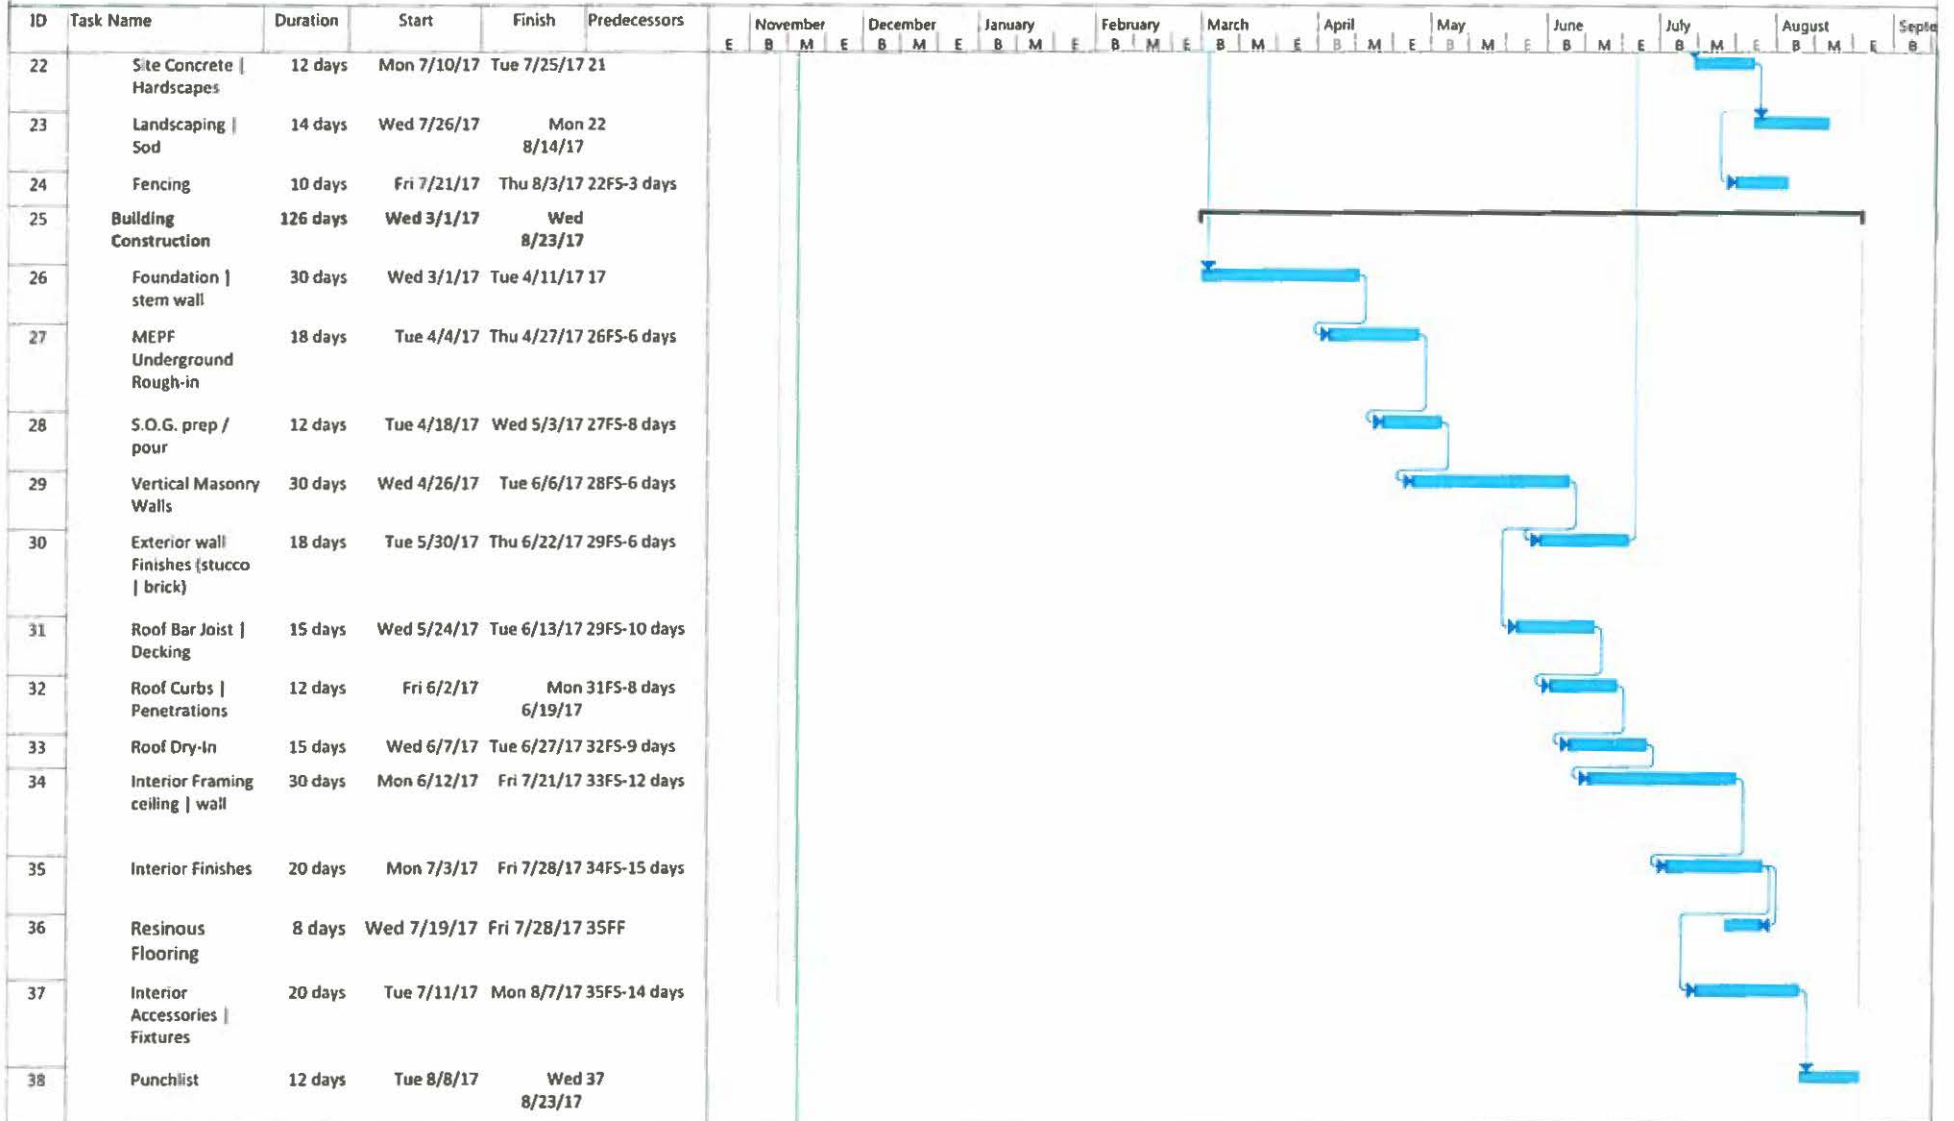 ID Task Name Duration Start Finish Predecessors November December January February March April May June July August
E B M E B M E B M E B M E B M E B M E B M E B M E B M E B M E B
22 Site Concrete | 12 days Mon 7/10/17 Tue 7/25/17 21
Hardscapes
23 Landscaping | 14 days Wed 7/26/17 Mon 22
Sod 8/14/17
24 Fencing 10 days Fri 7/21/17 Thu 8/3/17 22FS-3 days
25 Building 126 days Wed 3/1/17 Wed
Construction 8/23/17
26 Foundation | 30 days Wed 3/1/17 Tue 4/11/17 17
stem wall
27 MEPF 18 days Tue 4/4/17 Thu 4/27/17 26FS-6 days
Underground
Rough-in
28 S.O.G. prep / 12 days Tue 4/18/17 Wed 5/3/17 27FS-8 days
pour
29 Vertical Masonry 30 days Wed 4/26/17 Tue 6/6/17 28FS-6 days
Walls
30 Exterior wall 18 days Tue 5/30/17 Thu 6/22/17 29FS-6 days
Finishes (stucco
| brick)
31 Roof Bar Joist | 15 days Wed 5/24/17 Tue 6/13/17 29FS-10 days
Decking
32 Roof Curbs | 12 days Fri 6/2/17 Mon 31FS-8 days
Penetrations 6/19/17
33 Roof Dry-In 15 days Wed 6/7/17 Tue 6/27/17 32FS-9 days
34 Interior Framing 30 days Mon 6/12/17 Fri 7/21/17 33FS-12 days
ceiling | wall
35 Interior Finishes 20 days Mon 7/3/17 Fri 7/28/17 34FS-15 days
36 Resinous 8 days Wed 7/19/17 Fri 7/28/17 35FF
Flooring
37 Interior 20 days Tue 7/11/17 Mon 8/7/17 35FS-14 days
Accessories |
Fixtures
38 Punchlist 12 days Tue 8/8/17 Wed 37
8/23/17